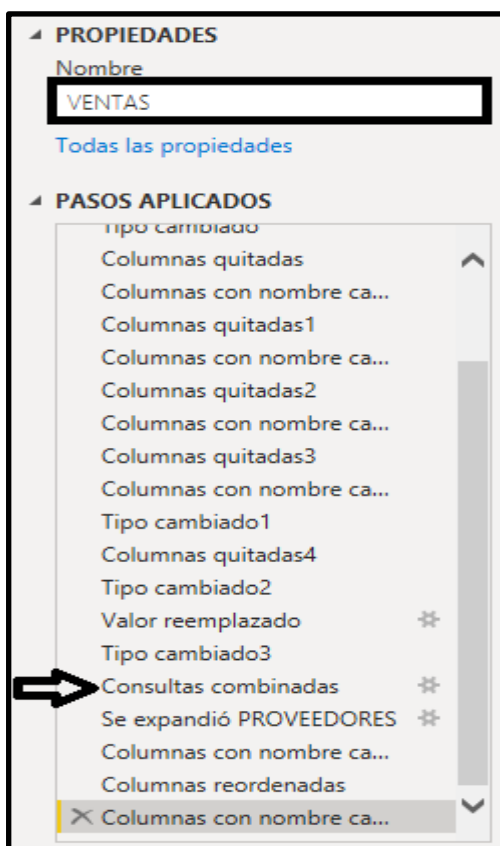 PROPIEDADES
Nombre
VENTAS
Todas las propiedades
PASOS APLICADOS
Tipo cambiado
Columnas quitadas
Columnas con nombre ca...
Columnas quitadas1
Columnas con nombre ca...
Columnas quitadas2
Columnas con nombre ca...
Columnas quitadas3
Columnas con nombre ca...
Tipo cambiado1
Columnas quitadas4
Tipo cambiado2
Valor reemplazado
Tipo cambiado3
Consultas combinadas
Se expandió PROVEEDORES
Columnas con nombre ca...
Columnas reordenadas
Columnas con nombre ca...